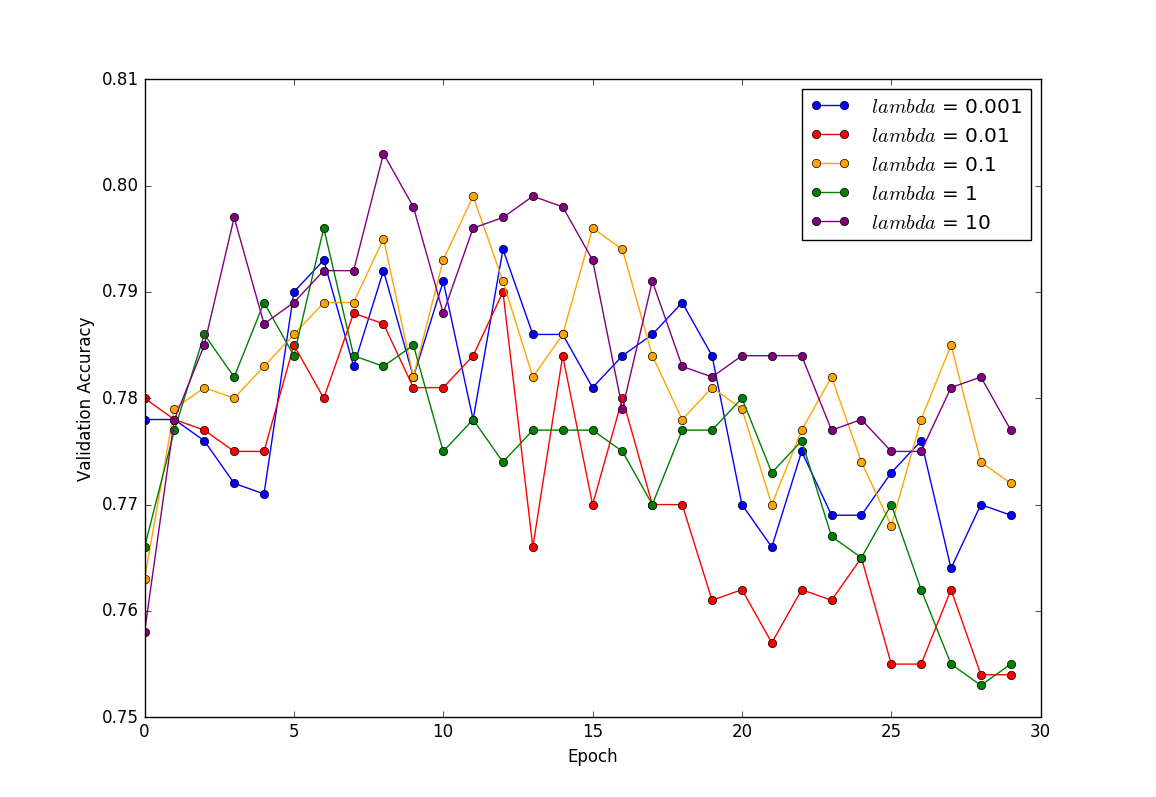 0.81
0.80
0.79
0.78
0.77
0.76
0.75
Validation Accuracy
0 5 10 15 20 25 30
Epoch
lambda = 0.001
lambda = 0.01
lambda = 0.1
lambda = 1
lambda = 10